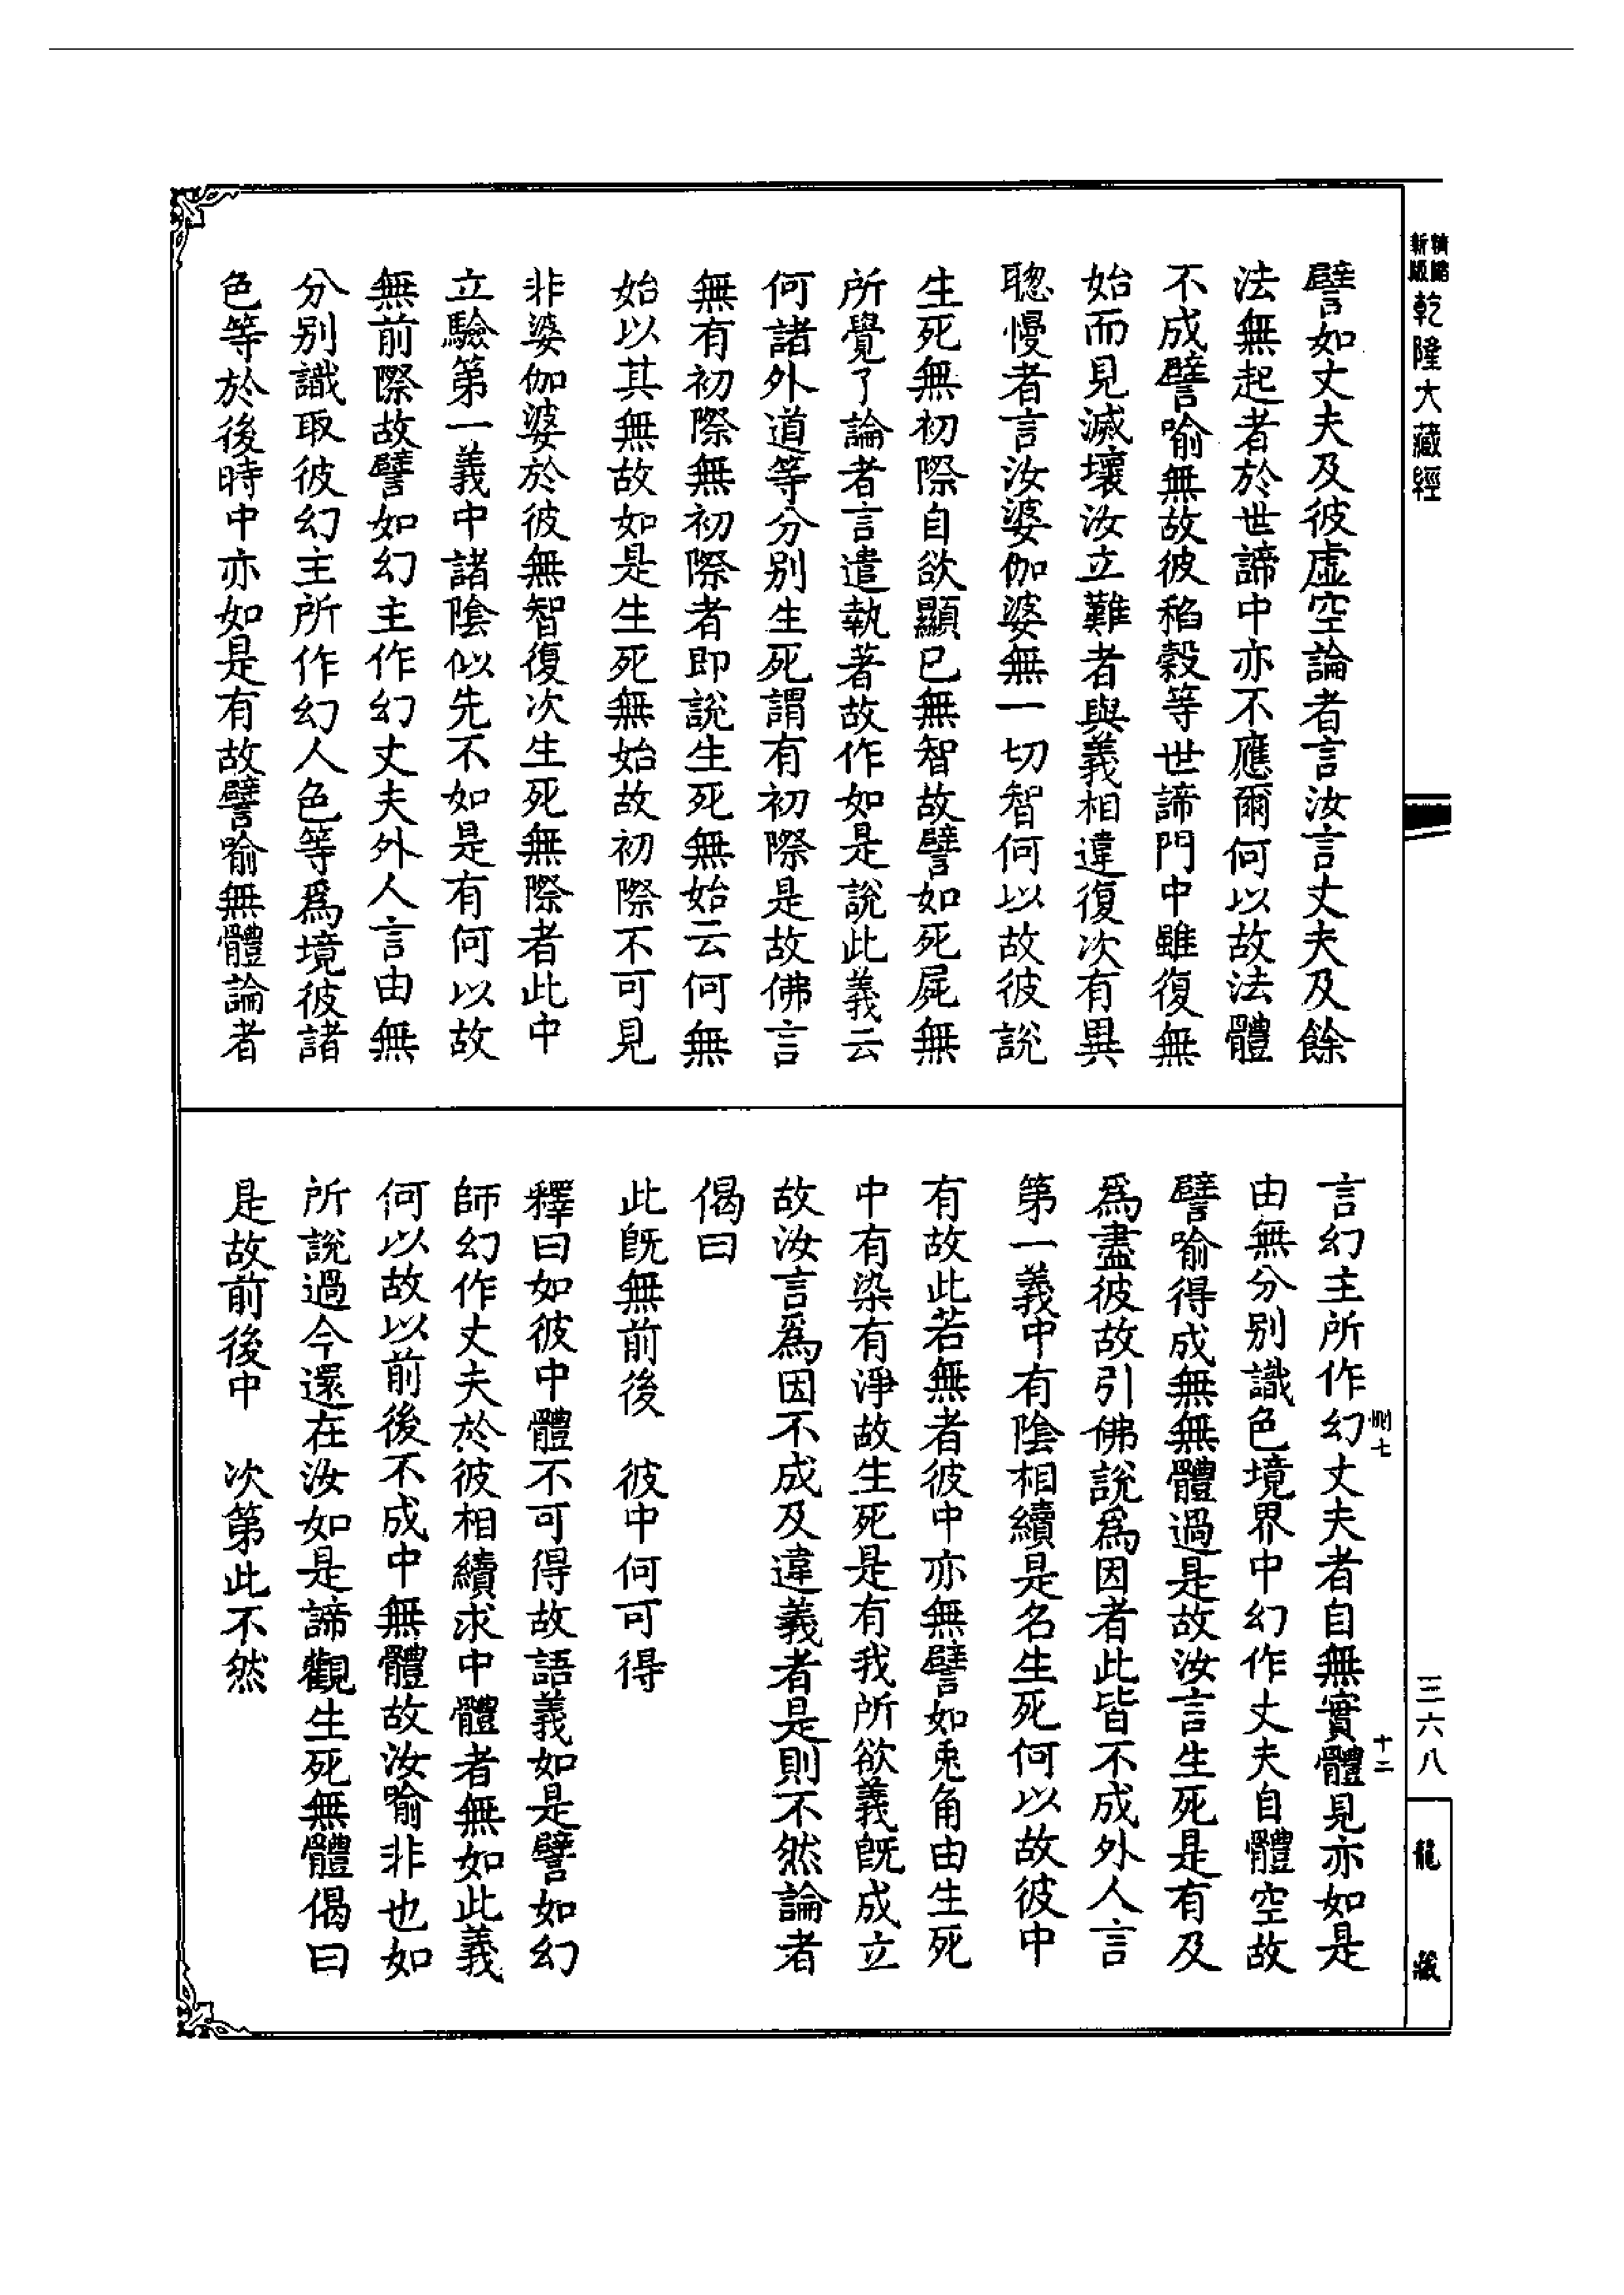 精縮
新版
乾隆大藏經
譬如丈夫及彼虛空論者言汝言丈夫及餘
法無起者於世諦中亦不應爾何以故法體
不成譬喻無故彼稻穀等世諦門中雖復無
始而見滅壞汝立難者與義相違復次有異
聰慢者言汝婆伽婆無一切智何以故彼說
生死無初際自欲顯已無智故譬如死屍無
所覺了論者言遣執著故作如是說此義云
何諸外道等分別生死謂有初際是故佛言
無有初際無初際者即說生死無始云何無
始以其無故如是生死無始故初際不可見
非婆伽婆於彼無智復次生死無際者此中
立驗第一義中諸陰似先不如是有何以故
無前際故譬如幻主作幻丈夫外人言由無
分別識取彼幻主所作幻人色等爲境彼諸
色等於後時中亦如是有故譬喻無體論者
言幻主所作幻丈夫者自無實體見亦如是
由無分別識色境界中幻作丈夫自體空故
譬喻得成無無體過是故汝言生死是有及
爲盡彼故引佛說爲因者此皆不成外人言
第一義中有陰相續是名生死何以故彼中
有故此若無者彼中亦無譬如兎角由生死
中有染有淨故生死是有我所欲義既成立
故汝言爲因不成及違義者是則不然論者
偈曰
此既無前後 彼中何可得
釋曰如彼中體不可得故語義如是譬如幻
師幻作丈夫於彼相續求中體者無如此義
何以故以前後不成中無體故汝喻非也如
所說過今還在汝如是諦觀生死無體偈曰
是故前後中 次第此不然
七
十二
三六八
龍藏